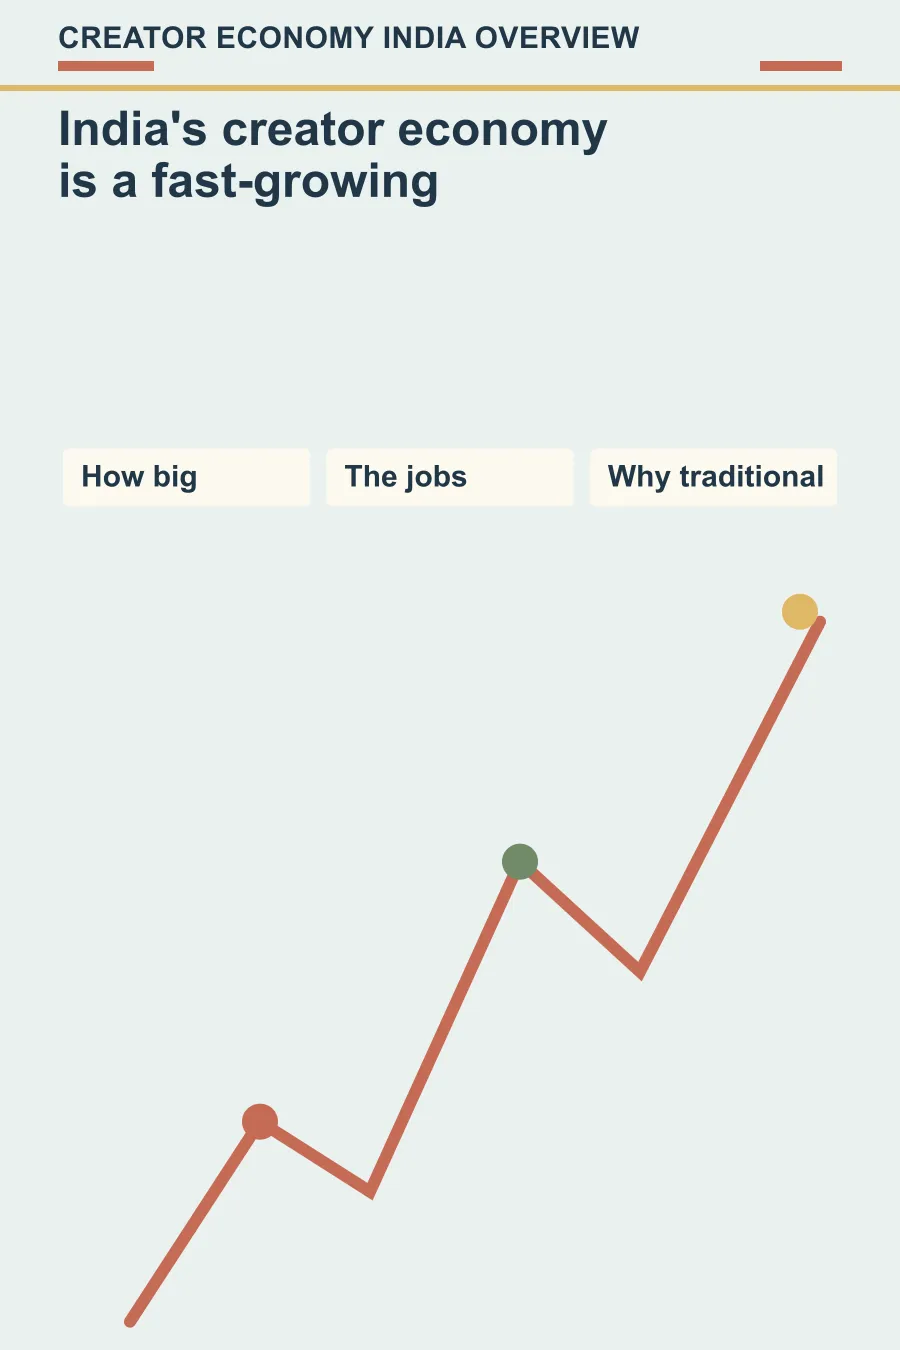 CREATOR ECONOMY INDIA OVERVIEW
India's creator economy
is a fast-growing
How big
The jobs
Why traditional